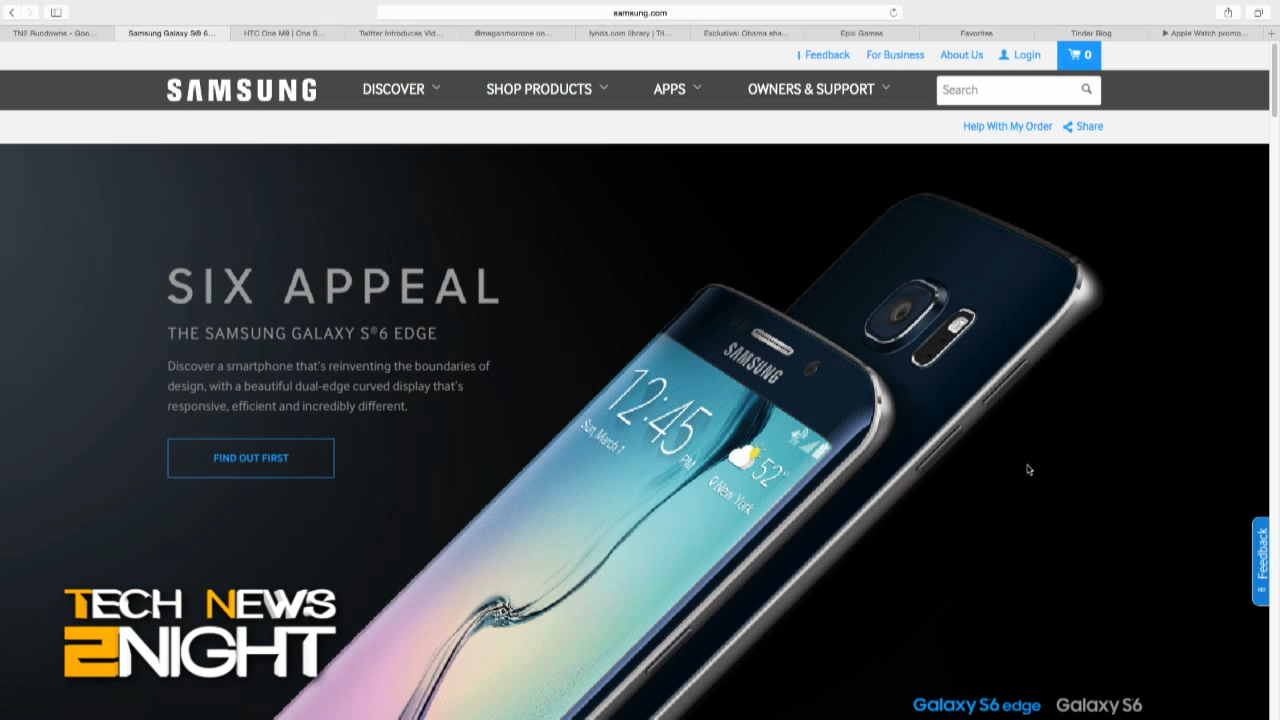 samsung.com
TN2 Rundowns - Goo...
Samsung Galaxy S® 6...
HTC One M9 | One S...
Twitter Introduces Vid...
@meganmorrone on...
lynda.com library | Tri...
Exclusive: Obama sha...
Epic Games
Favorites
Tinder Blog
▶ Apple Watch promo...
Feedback
For Business
About Us
Login
0
SAMSUNG
DISCOVER
SHOP PRODUCTS
APPS
OWNERS & SUPPORT
Search
Help With My Order
Share
SIX APPEAL
THE SAMSUNG GALAXY S®6 EDGE
Discover a smartphone that's reinventing the boundaries of
design, with a beautiful dual-edge curved display that's
responsive, efficient and incredibly different.
FIND OUT FIRST
SAMSUNG
12:45 PM
Sun, March 1
52°
New York
Feedback
TECH NEWS
2NIGHT
Galaxy S6 edge
Galaxy S6